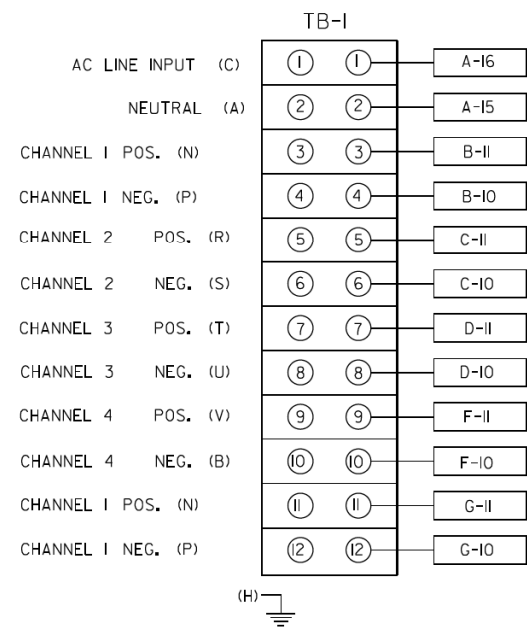 TB-1
AC LINE INPUT (C) 1 1 A-16
NEUTRAL (A) 2 2 A-15
CHANNEL 1 POS. (N) 3 3 B-11
CHANNEL 1 NEG. (P) 4 4 B-10
CHANNEL 2 POS. (R) 5 5 C-11
CHANNEL 2 NEG. (S) 6 6 C-10
CHANNEL 3 POS. (T) 7 7 D-11
CHANNEL 3 NEG. (U) 8 8 D-10
CHANNEL 4 POS. (V) 9 9 F-11
CHANNEL 4 NEG. (B) 10 10 F-10
CHANNEL 1 POS. (N) 11 11 G-11
CHANNEL 1 NEG. (P) 12 12 G-10
(H)